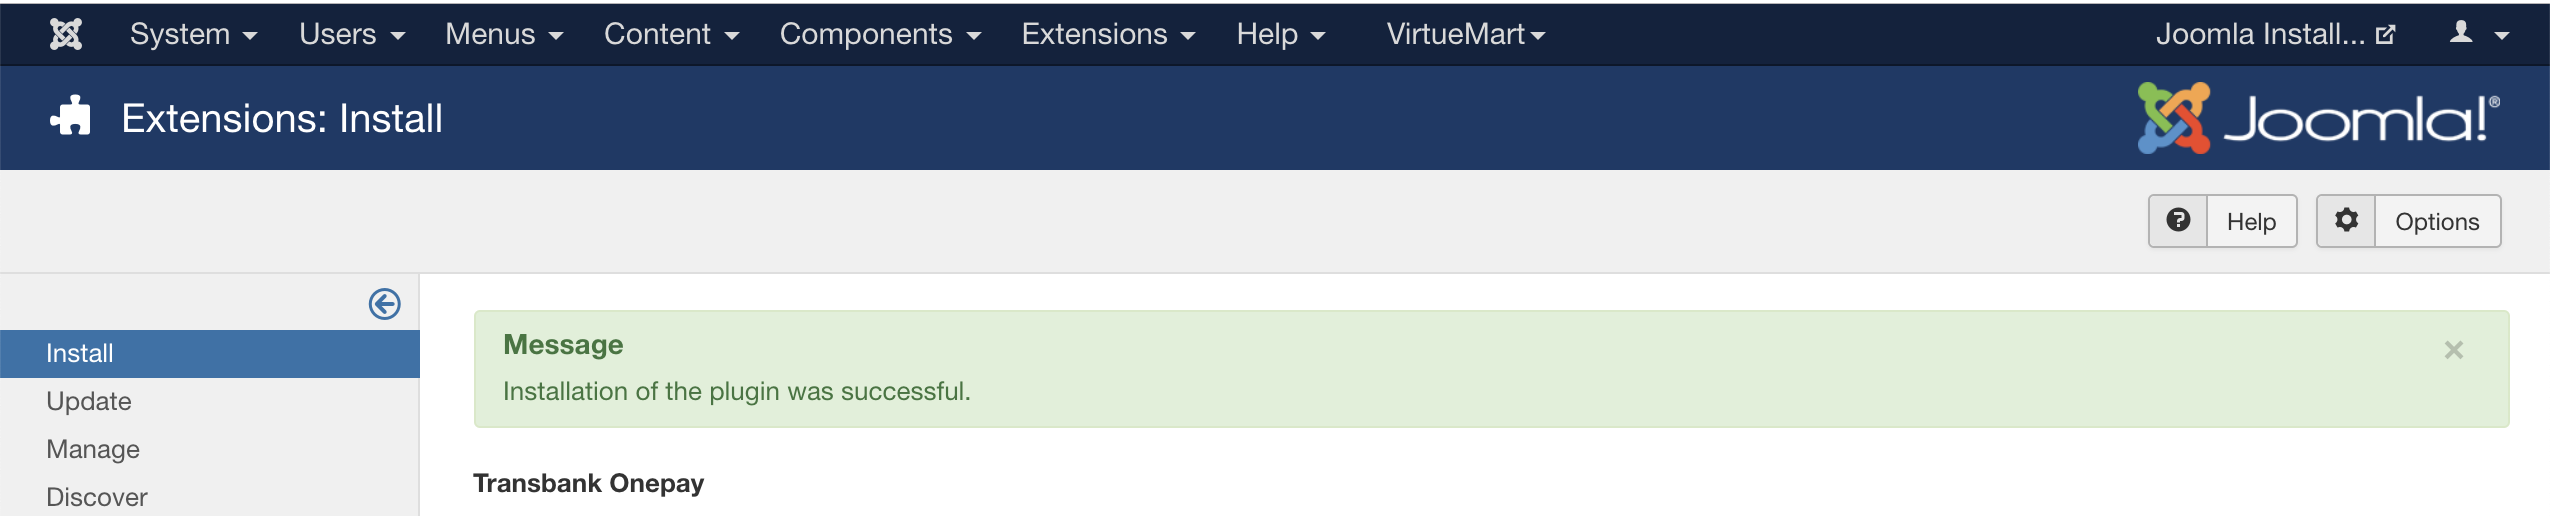 System Users Menus Content Components Extensions Help VirtueMart Joomla Install...
Extensions: Install Joomla!®
Help Options
Message
Installation of the plugin was successful.
Install
Update
Manage
Discover
Transbank Onepay